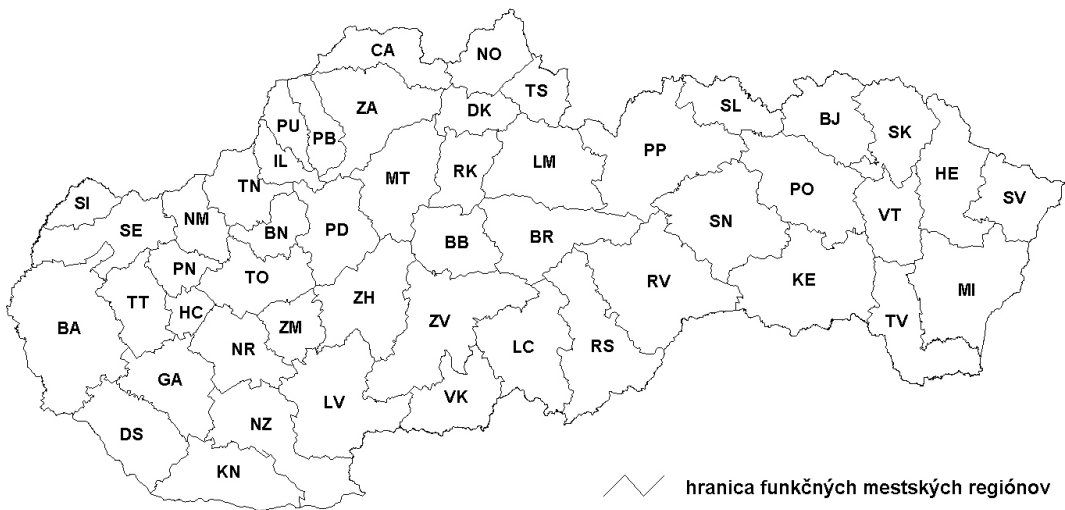 CA
NO
TS
DK
ZA
PU
PB
IL
SL
BJ
SK
PP
LM
RK
MT
TN
HE
SV
PO
VT
SN
SI
SE
NM
BN
PD
BB
BR
PN
TO
ZH
RV
KE
MI
TT
HC
ZM
ZV
TV
BA
NR
LC
RS
GA
LV
VK
DS
NZ
KN
hranica funkčných mestských regiónov